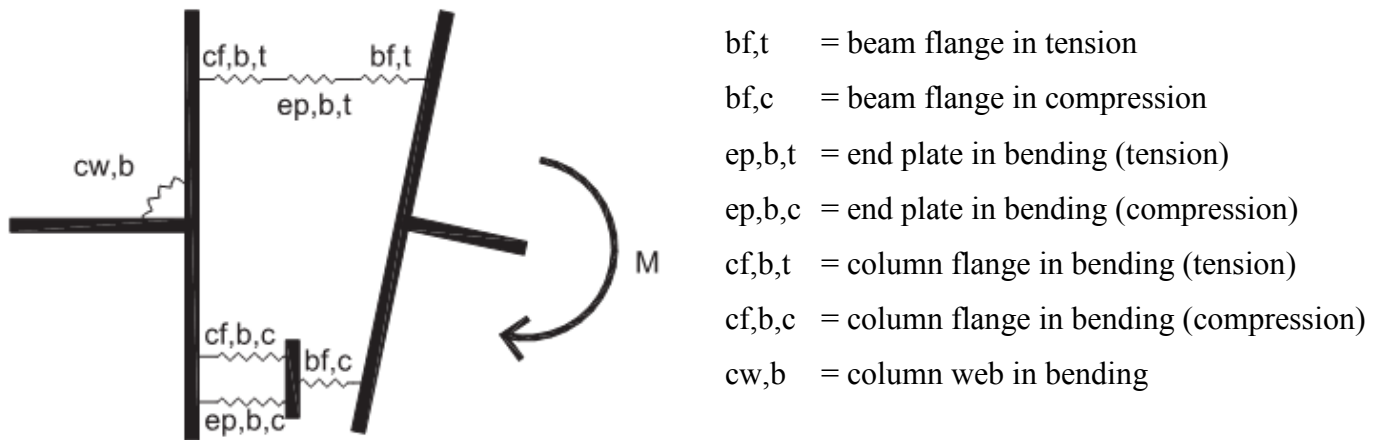 cf,b,t
bf,t
ep,b,t
cw,b
M
cf,b,c
bf,c
ep,b,c
bf,t = beam flange in tension
bf,c = beam flange in compression
ep,b,t = end plate in bending (tension)
ep,b,c = end plate in bending (compression)
cf,b,t = column flange in bending (tension)
cf,b,c = column flange in bending (compression)
cw,b = column web in bending